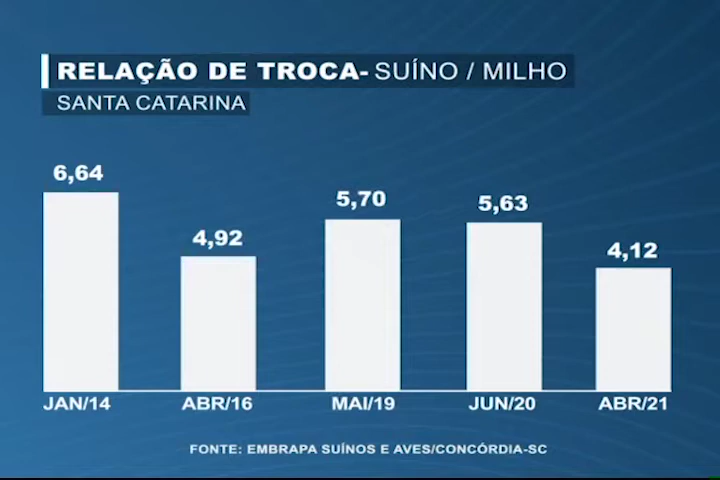 RELAÇÃO DE TROCA- SUÍNO / MILHO
SANTA CATARINA
6,64
4,92
5,70
5,63
4,12
JAN/14
ABR/16
MAI/19
JUN/20
ABR/21
FONTE: EMBRAPA SUÍNOS E AVES/CONCÓRDIA-SC